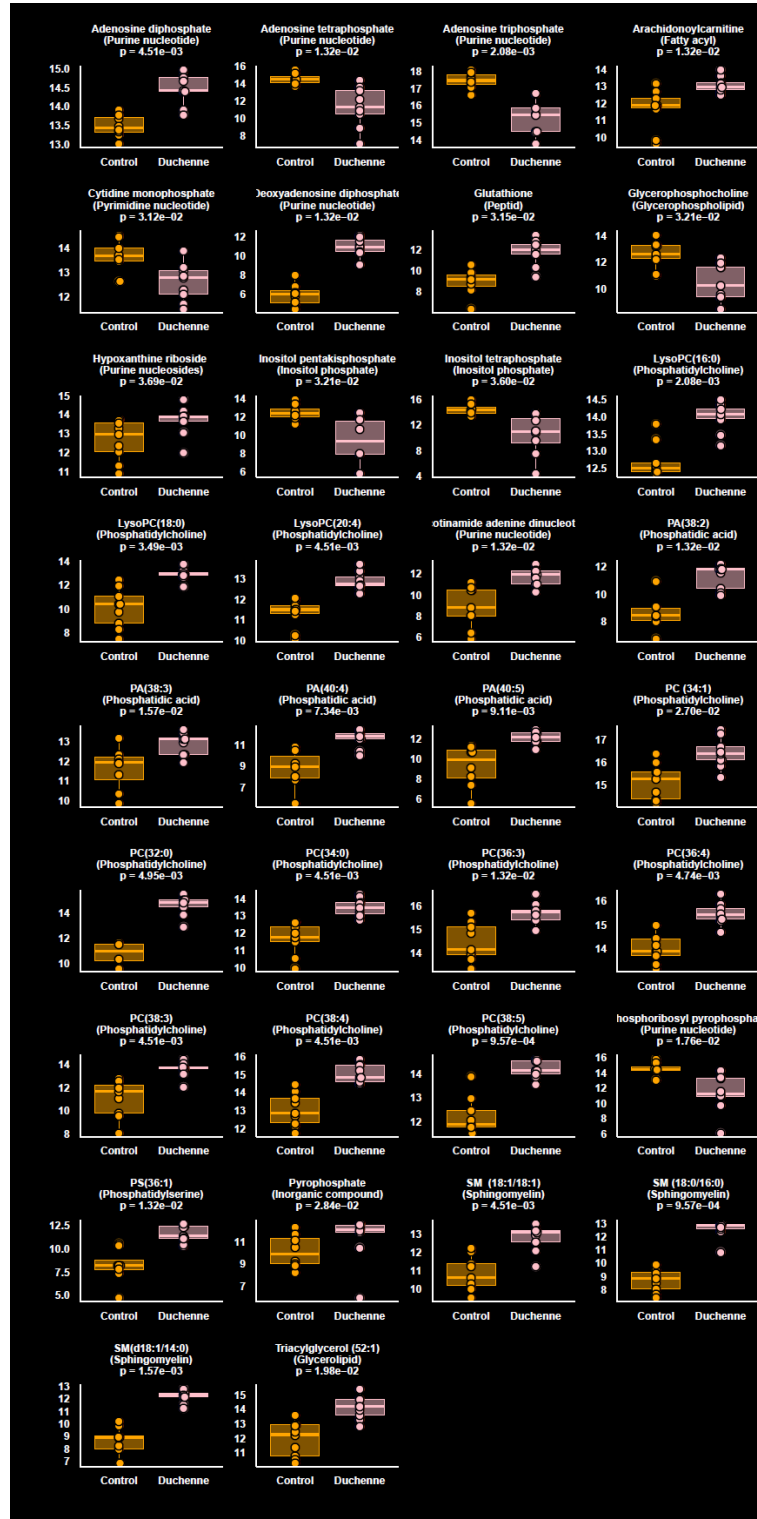 Adenosine diphosphate
(Purine nucleotide)
p = 4.51e−03
15.0
14.5
14.0
13.5
13.0
Control Duchenne
Adenosine tetraphosphate
(Purine nucleotide)
p = 1.32e−02
16
14
12
10
8
Control Duchenne
Adenosine triphosphate
(Purine nucleotide)
p = 2.08e−03
18
17
16
15
14
Control Duchenne
Arachidonoylcarnitine
(Fatty acyl)
p = 1.32e−02
14
13
12
11
10
Control Duchenne
Cytidine monophosphate
(Pyrimidine nucleotide)
p = 3.12e−02
14
13
12
Control Duchenne
Deoxyadenosine diphosphate
(Purine nucleotide)
p = 1.32e−02
12
10
8
6
Control Duchenne
Glutathione
(Peptid)
p = 3.15e−02
12
10
8
Control Duchenne
Glycerophosphocholine
(Glycerophospholipid)
p = 3.21e−02
14
12
10
Control Duchenne
Hypoxanthine riboside
(Purine nucleosides)
p = 3.69e−02
15
14
13
12
11
Control Duchenne
Inositol pentakisphosphate
(Inositol phosphate)
p = 3.21e−02
14
12
10
8
6
Control Duchenne
Inositol tetraphosphate
(Inositol phosphate)
p = 3.60e−02
16
14
12
10
8
6
4
Control Duchenne
LysoPC(16:0)
(Phosphatidylcholine)
p = 2.08e−03
14.5
14.0
13.5
13.0
12.5
Control Duchenne
LysoPC(18:0)
(Phosphatidylcholine)
p = 3.49e−03
14
12
10
8
Control Duchenne
LysoPC(20:4)
(Phosphatidylcholine)
p = 4.51e−03
13
12
11
10
Control Duchenne
otinamide adenine dinucleot
(Purine nucleotide)
p = 1.32e−02
12
10
8
6
Control Duchenne
PA(38:2)
(Phosphatidic acid)
p = 1.32e−02
12
10
8
Control Duchenne
PA(38:3)
(Phosphatidic acid)
p = 1.57e−02
13
12
11
10
Control Duchenne
PA(40:4)
(Phosphatidic acid)
p = 7.34e−03
11
9
7
Control Duchenne
PA(40:5)
(Phosphatidic acid)
p = 9.11e−03
12
10
8
6
Control Duchenne
PC (34:1)
(Phosphatidylcholine)
p = 2.70e−02
17
16
15
Control Duchenne
PC(32:0)
(Phosphatidylcholine)
p = 4.95e−03
14
12
10
Control Duchenne
PC(34:0)
(Phosphatidylcholine)
p = 4.51e−03
14
13
12
11
10
Control Duchenne
PC(36:3)
(Phosphatidylcholine)
p = 1.32e−02
16
15
14
Control Duchenne
PC(36:4)
(Phosphatidylcholine)
p = 4.74e−03
16
15
14
Control Duchenne
PC(38:3)
(Phosphatidylcholine)
p = 4.51e−03
14
12
10
8
Control Duchenne
PC(38:4)
(Phosphatidylcholine)
p = 4.51e−03
16
15
14
13
12
Control Duchenne
PC(38:5)
(Phosphatidylcholine)
p = 9.57e−04
14
13
12
Control Duchenne
hosphoribosyl pyrophospha
(Purine nucleotide)
p = 1.76e−02
16
14
12
10
8
6
Control Duchenne
PS(36:1)
(Phosphatidylserine)
p = 1.32e−02
12.5
10.0
7.5
5.0
Control Duchenne
Pyrophosphate
(Inorganic compound)
p = 2.84e−02
11
9
7
Control Duchenne
SM (18:1/18:1)
(Sphingomyelin)
p = 4.51e−03
13
12
11
10
Control Duchenne
SM (18:0/16:0)
(Sphingomyelin)
p = 9.57e−04
13
12
11
10
9
8
Control Duchenne
SM(d18:1/14:0)
(Sphingomyelin)
p = 1.57e−03
13
12
11
10
9
8
7
Control Duchenne
Triacylglycerol (52:1)
(Glycerolipid)
p = 1.98e−02
15
14
13
12
11
Control Duchenne